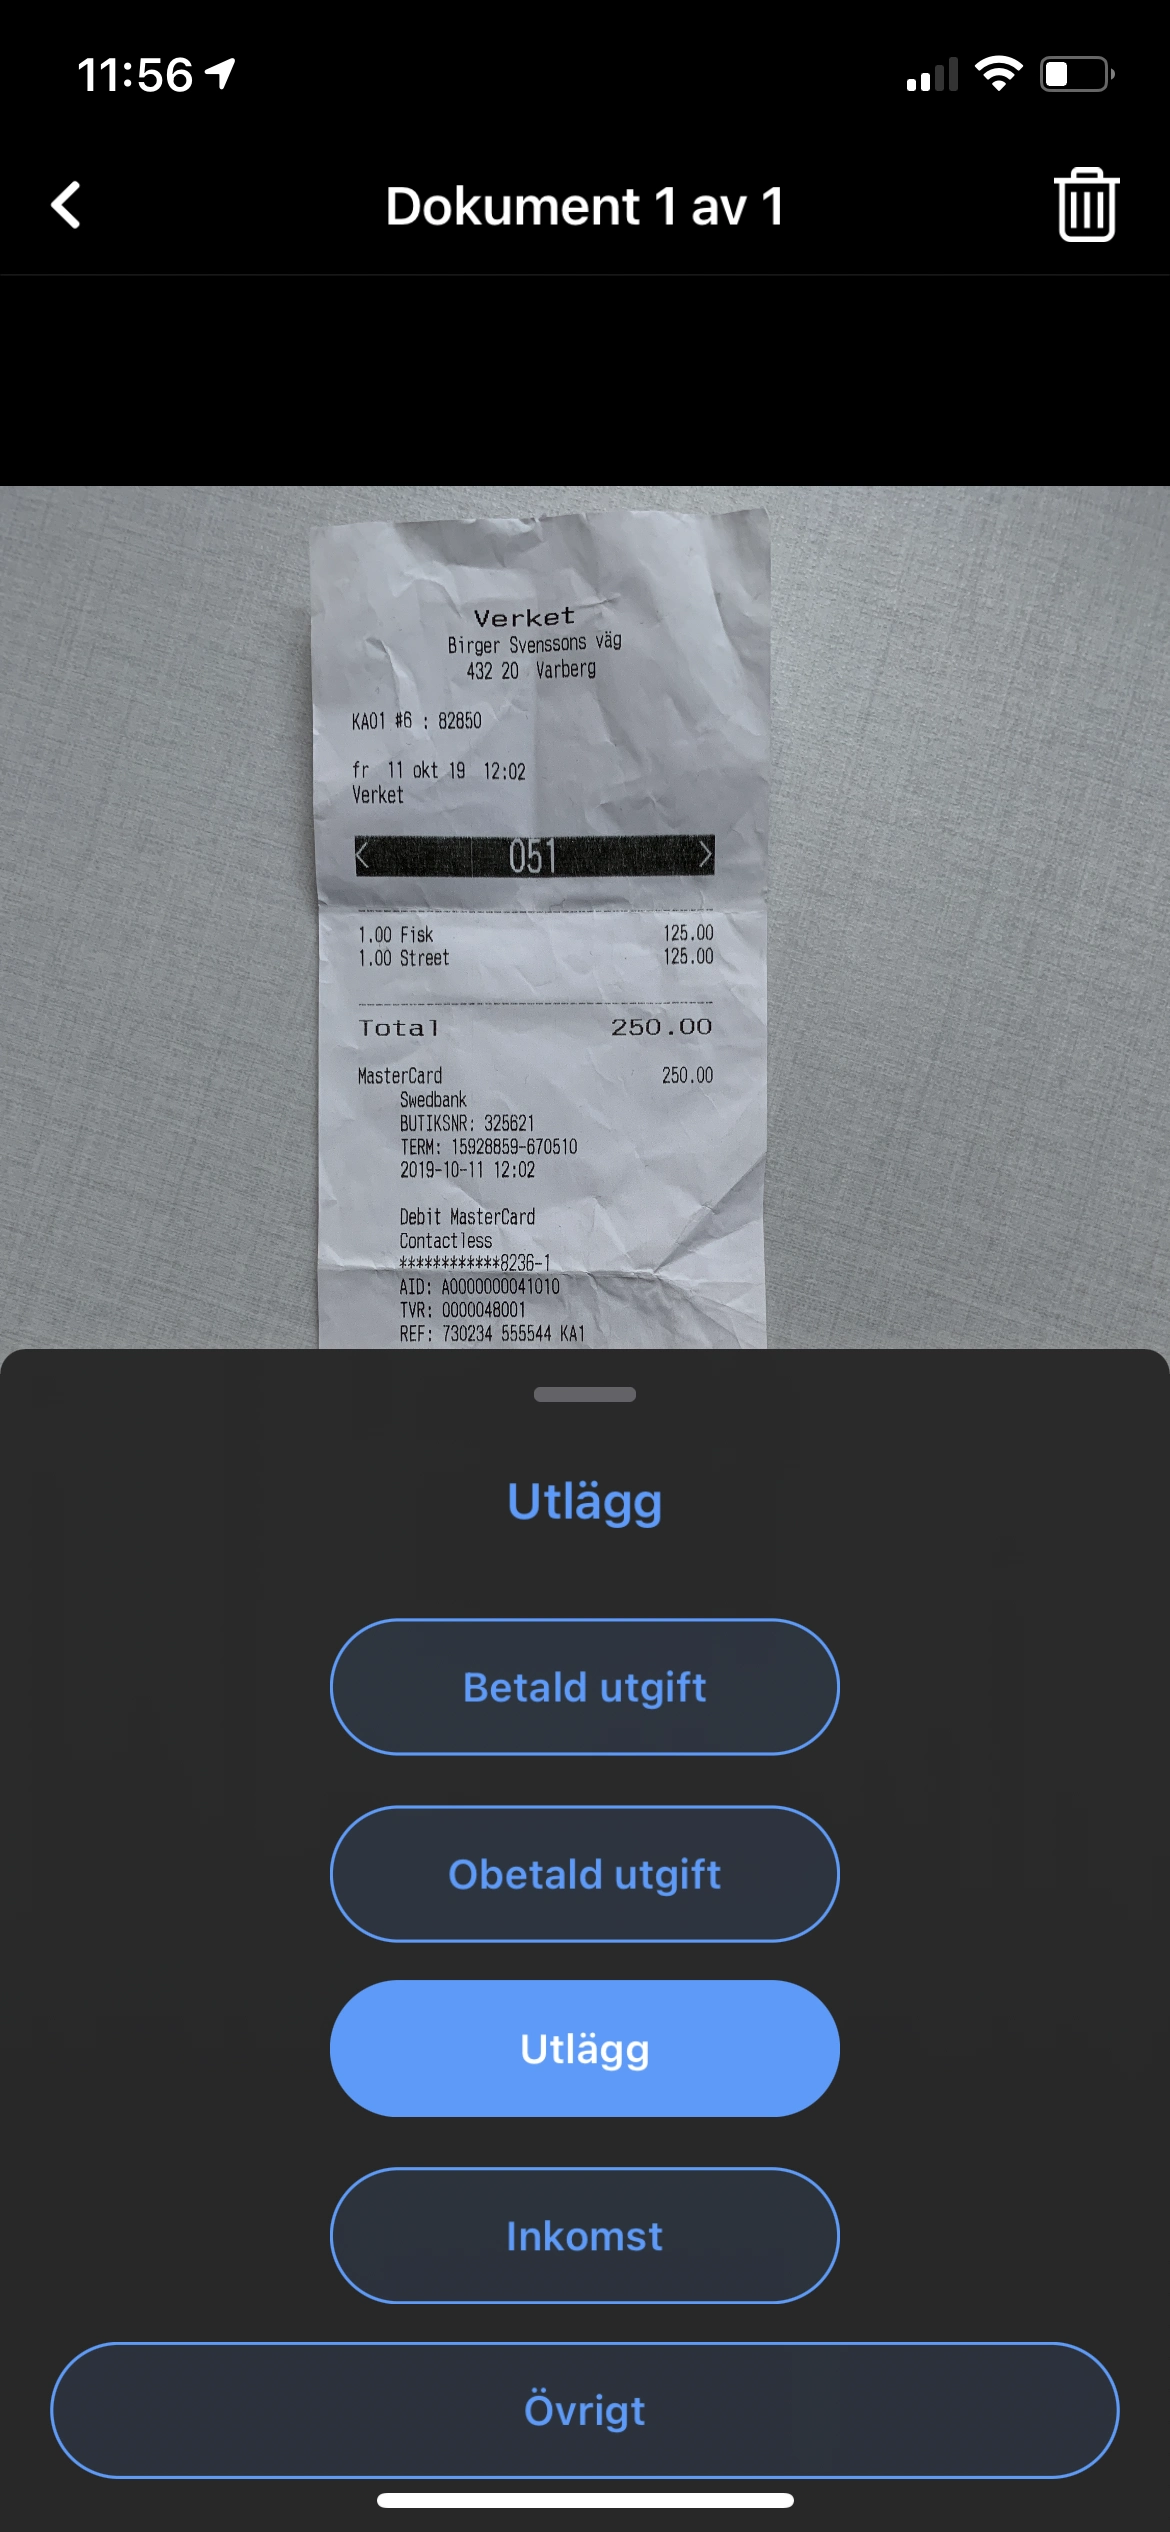 11:56
Dokument 1 av 1
Verket
Birger Svenssons väg
432 20 Varberg
KA01 #6 : 82850
fr 11 okt 19 12:02
Verket
< 051 >
1.00 Fisk 125.00
1.00 Street 125.00
Total 250.00
MasterCard 250.00
Swedbank
BUTIKSNR: 325621
TERM: 15928859-670510
2019-10-11 12:02
Debit MasterCard
Contactless
************8236-1
AID: A0000000041010
TVR: 0000048001
REF: 730234 555544 KA1
Utlägg
Betald utgift
Obetald utgift
Utlägg
Inkomst
Övrigt